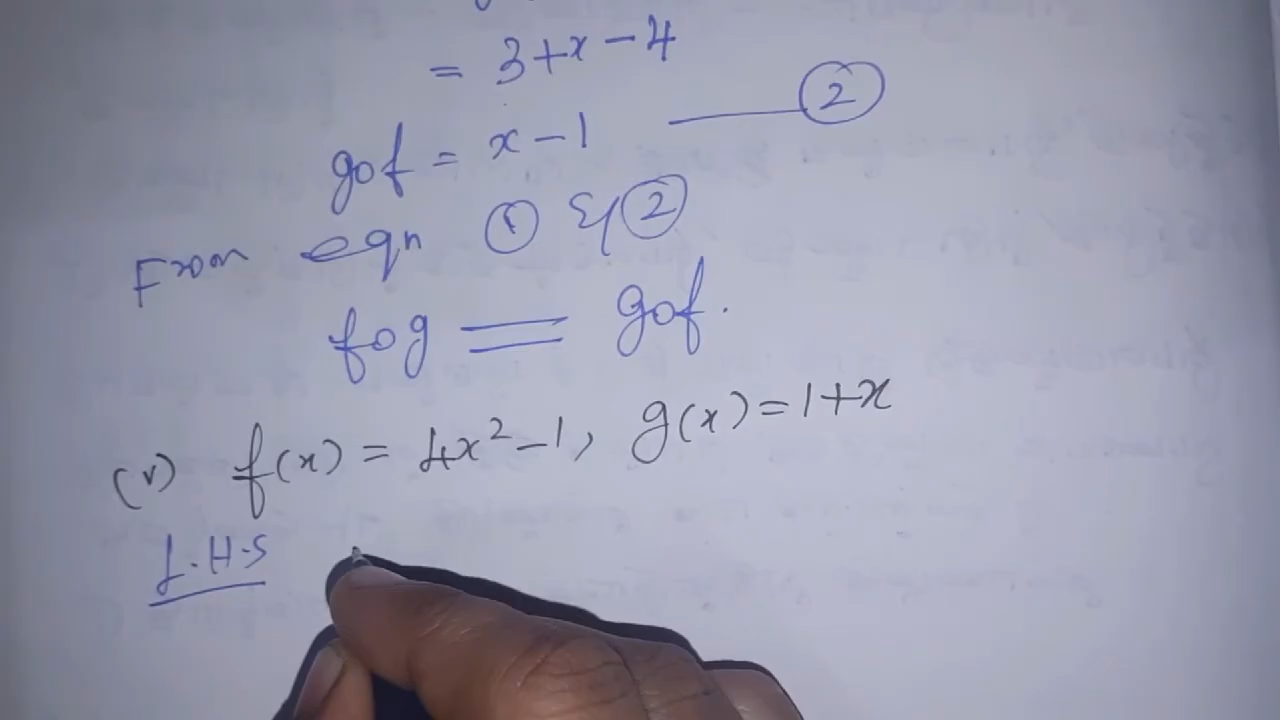 = 3+x-4
gof = x-1 ——— ②
From eqn ① & ②
fog = gof.
(v) f(x) = 4x²-1, g(x)=1+x
L.H.S